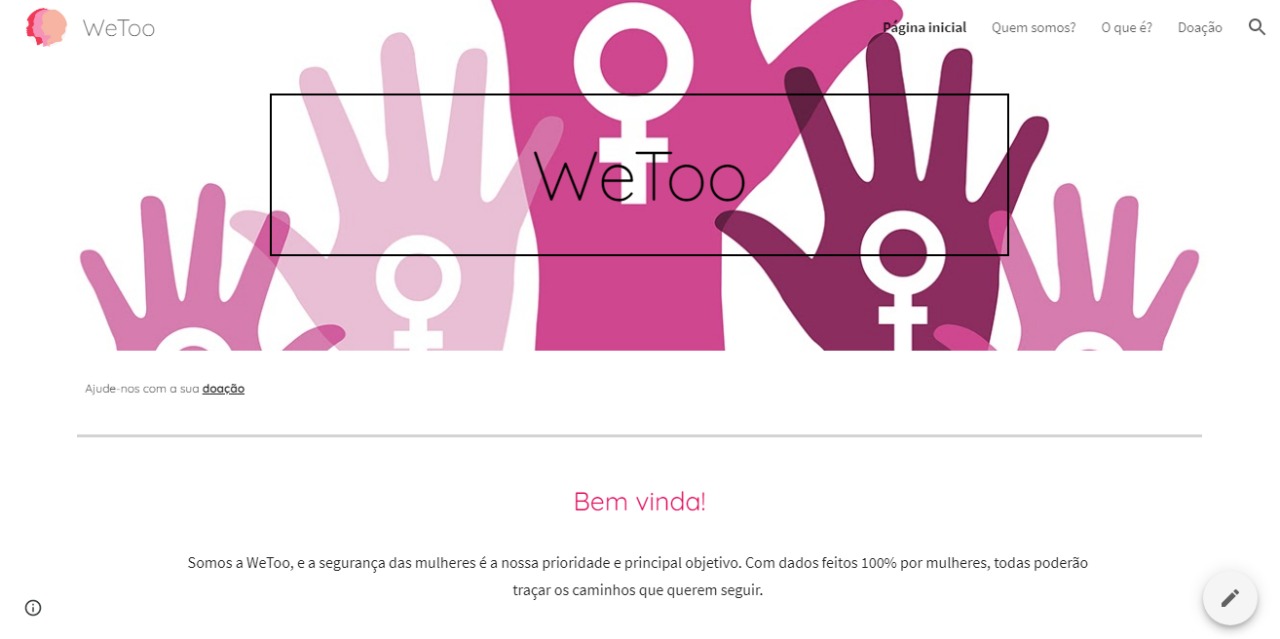 WeToo
Página inicial
Quem somos?
O que é?
Doação
WeToo
Ajude-nos com a sua doação
Bem vinda!
Somos a WeToo, e a segurança das mulheres é a nossa prioridade e principal objetivo. Com dados feitos 100% por mulheres, todas poderão
traçar os caminhos que querem seguir.